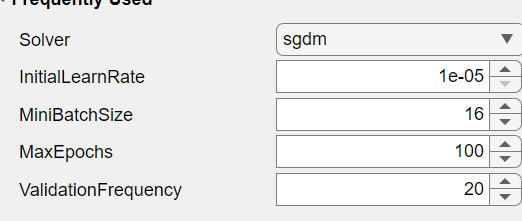 Frequently Used
Solver sgdm
InitialLearnRate 1e-05
MiniBatchSize 16
MaxEpochs 100
ValidationFrequency 20